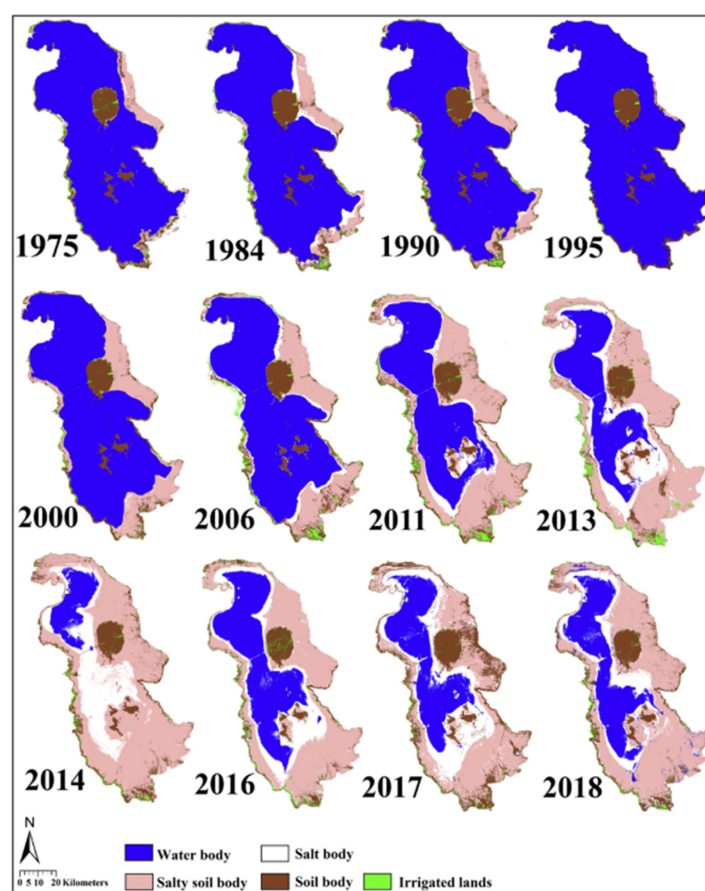 1975 1984 1990 1995
2000 2006 2011 2013
2014 2016 2017 2018
N
0 5 10 20 Kilometers
Water body Salt body
Salty soil body Soil body Irrigated lands